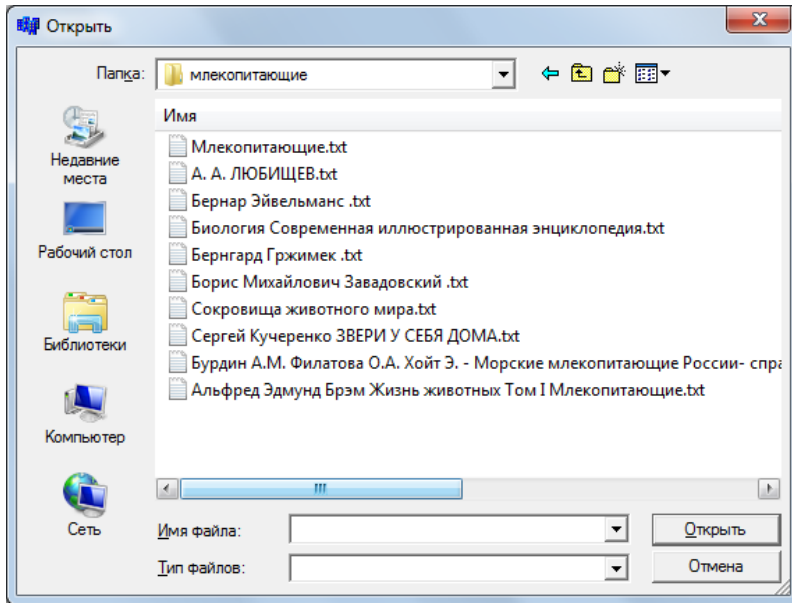 Открыть
Папка: млекопитающие
Имя
Недавние места
Рабочий стол
Библиотеки
Компьютер
Сеть
Млекопитающие.txt
А. А. ЛЮБИЩЕВ.txt
Бернар Эйвельманс .txt
Биология Современная иллюстрированная энциклопедия.txt
Бернгард Гржимек .txt
Борис Михайлович Завадовский .txt
Сокровища животного мира.txt
Сергей Кучеренко ЗВЕРИ У СЕБЯ ДОМА.txt
Бурдин А.М. Филатова О.А. Хойт Э. - Морские млекопитающие России- спра
Альфред Эдмунд Брэм Жизнь животных Том I Млекопитающие.txt
Имя файла:
Открыть
Тип файлов:
Отмена